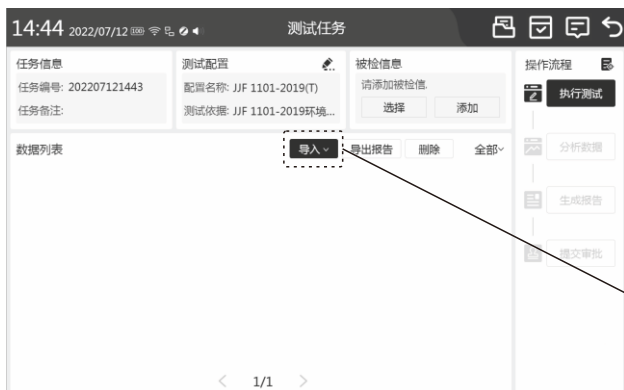 14:44 2022/07/12 测试任务
任务信息
任务编号: 202207121443
任务备注:
测试配置
配置名称: JJF 1101-2019(T)
测试依据: JJF 1101-2019环境...
被检信息
请添加被检信.
选择 添加
操作流程
执行测试
分析数据
生成报告
提交审批
数据列表 导入 导出报告 删除 全部
< 1/1 >